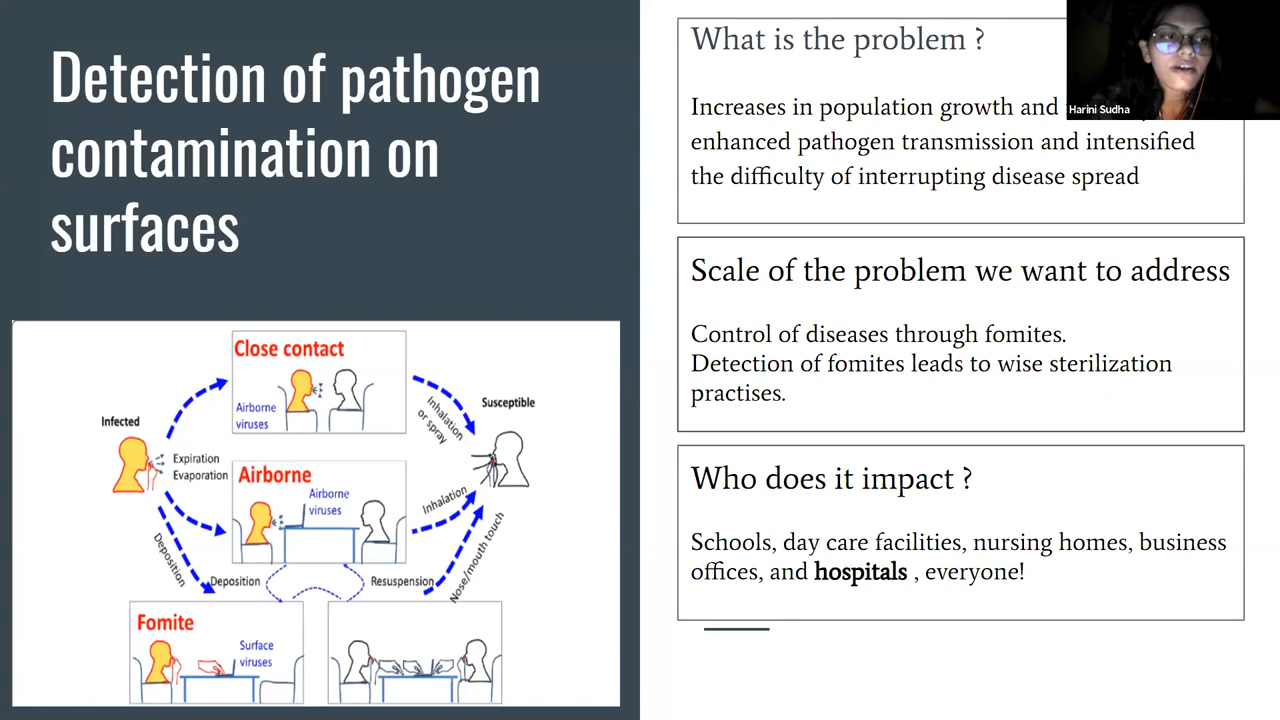 Detection of pathogen
contamination on
surfaces
Close contact
Airborne
viruses
Infected
Expiration
Evaporation
Inhalation
or spray
Susceptible
Airborne
Airborne
viruses
Inhalation
Deposition
Deposition
Resuspension
Nose/mouth touch
Fomite
Surface
viruses
What is the problem ?
Increases in population growth and
enhanced pathogen transmission and intensified
the difficulty of interrupting disease spread
Harini Sudha
Scale of the problem we want to address
Control of diseases through fomites.
Detection of fomites leads to wise sterilization
practises.
Who does it impact ?
Schools, day care facilities, nursing homes, business
offices, and hospitals , everyone!